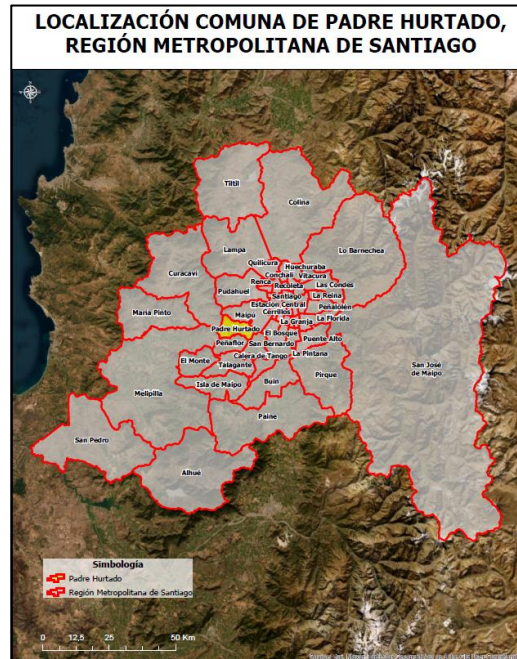 LOCALIZACIÓN COMUNA DE PADRE HURTADO,
REGIÓN METROPOLITANA DE SANTIAGO
Tiltil
Colina
Lampa
Lo Barnechea
Quilicura
Huechuraba
Curacaví
Conchalí
Vitacura
Renca
Recoleta
Las Condes
Pudahuel
Santiago
La Reina
María Pinto
Estación Central
Peñalolén
Maipú
Cerrillos
La Granja
La Florida
Padre Hurtado
El Bosque
Peñaflor
San Bernardo
Puente Alto
El Monte
Calera de Tango
La Pintana
Talagante
San José
de Maipo
Isla de Maipo
Buin
Pirque
Melipilla
Paine
San Pedro
Alhué
Simbología
Padre Hurtado
Región Metropolitana de Santiago
0 12,5 25 50 Km